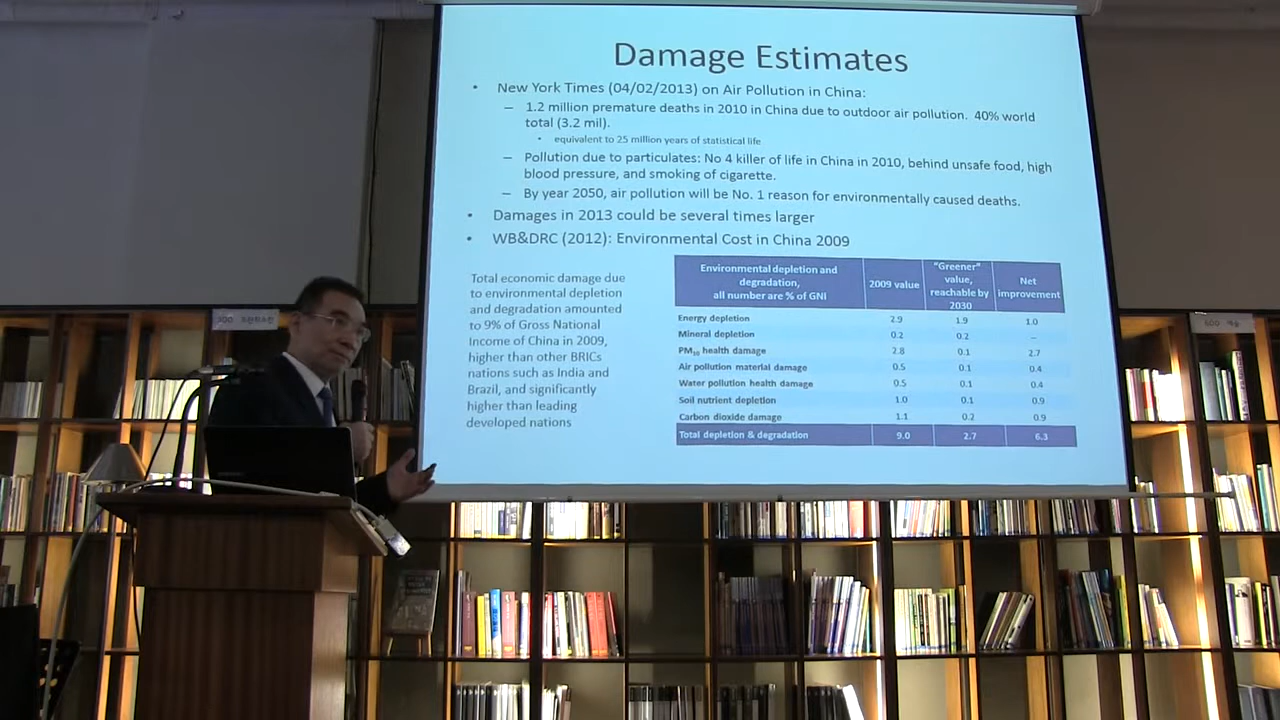 Damage Estimates
• New York Times (04/02/2013) on Air Pollution in China:
– 1.2 million premature deaths in 2010 in China due to outdoor air pollution. 40% world
total (3.2 mil).
• equivalent to 25 million years of statistical life
– Pollution due to particulates: No 4 killer of life in China in 2010, behind unsafe food, high
blood pressure, and smoking of cigarette.
– By year 2050, air pollution will be No. 1 reason for environmentally caused deaths.
• Damages in 2013 could be several times larger
• WB&DRC (2012): Environmental Cost in China 2009
Total economic damage due
to environmental depletion
and degradation amounted
to 9% of Gross National
Income of China in 2009,
higher than other BRICs
nations such as India and
Brazil, and significantly
higher than leading
developed nations
Environmental depletion and
degradation,
all number are % of GNI
2009 value
"Greener"
value,
reachable by
2030
Net
improvement
Energy depletion 2.9 1.9 1.0
Mineral depletion 0.2 0.2 –
PM10 health damage 2.8 0.1 2.7
Air pollution material damage 0.5 0.1 0.4
Water pollution health damage 0.5 0.1 0.4
Soil nutrient depletion 1.0 0.1 0.9
Carbon dioxide damage 1.1 0.2 0.9
Total depletion & degradation 9.0 2.7 6.3
600 예술